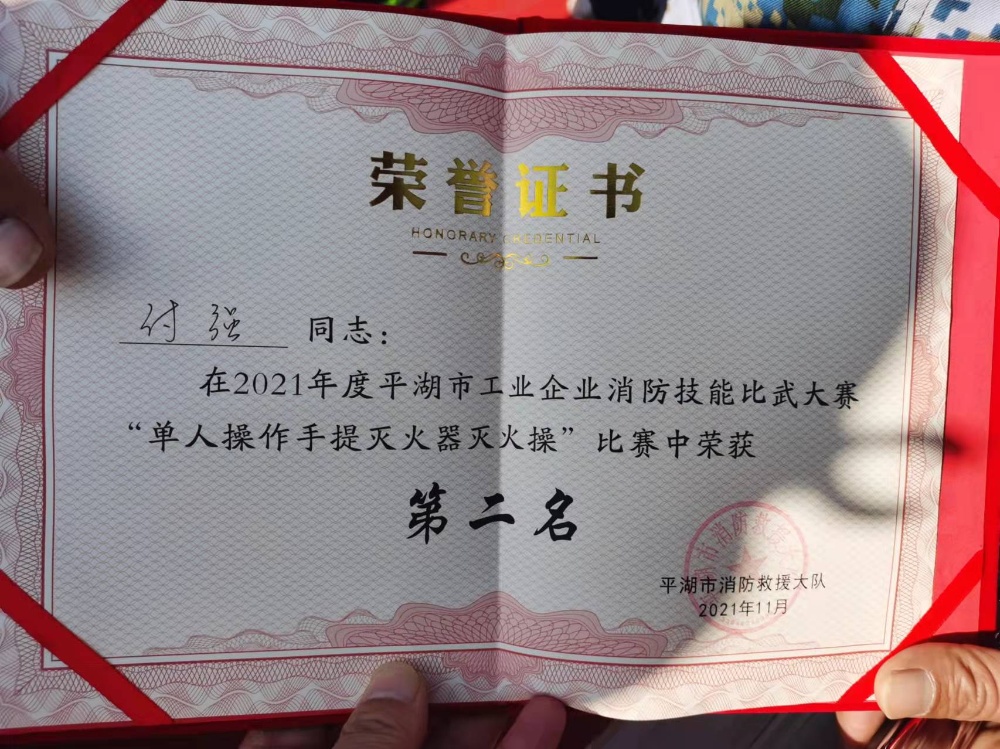 荣誉证书
HONORARY CREDENTIAL
付强 同志：
在2021年度平湖市工业企业消防技能比武大赛
“单人操作手提灭火器灭火操”比赛中荣获
第二名
平湖市消防救援大队
2021年11月